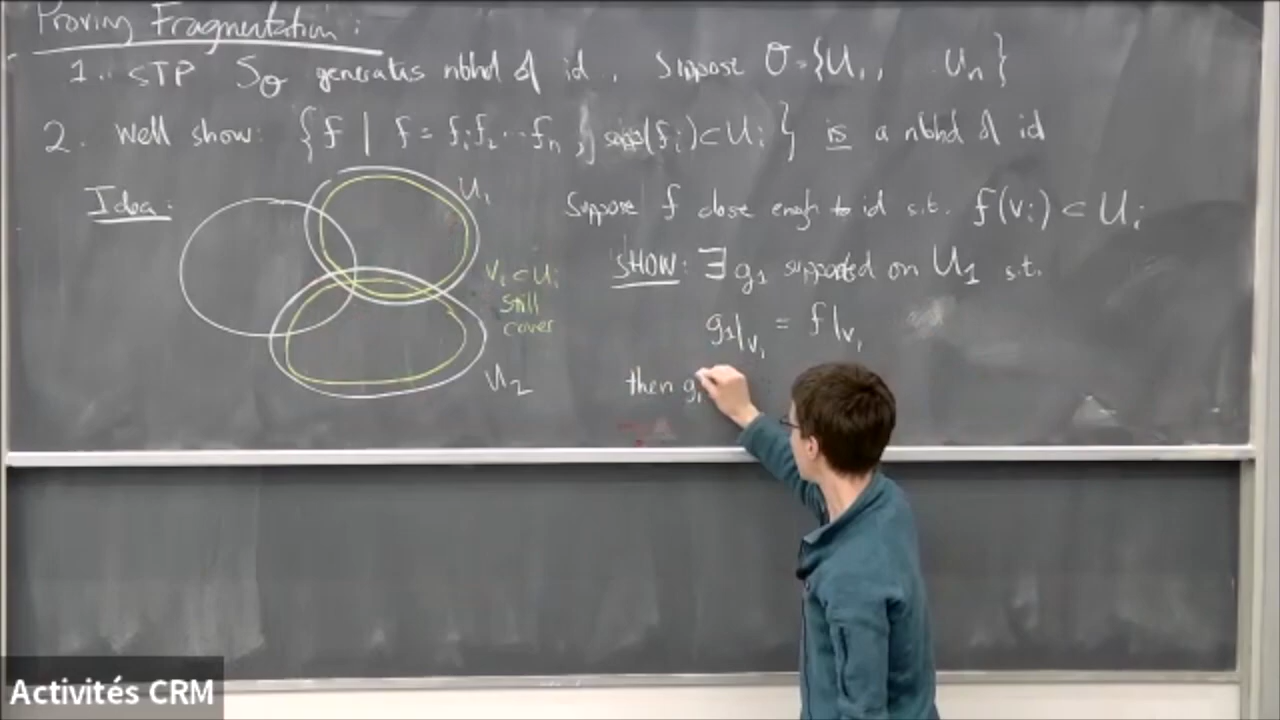 Proving Fragmentation:
1. STP S_O generates nbhd of id, Suppose O = {U_1, U_n}
2. Well show: {f | f = f_1 f_2 ... f_n, supp(f_i) ⊂ U_i} is a nbhd of id
Idea:
U_1
V_i ⊂ U_i
still
cover
U_2
Suppose f close enough to id s.t. f(V_i) ⊂ U_i
SHOW: ∃ g_1 supported on U_1 s.t.
g_1|_{V_1} = f|_{V_1}
then g_1
Activités CRM